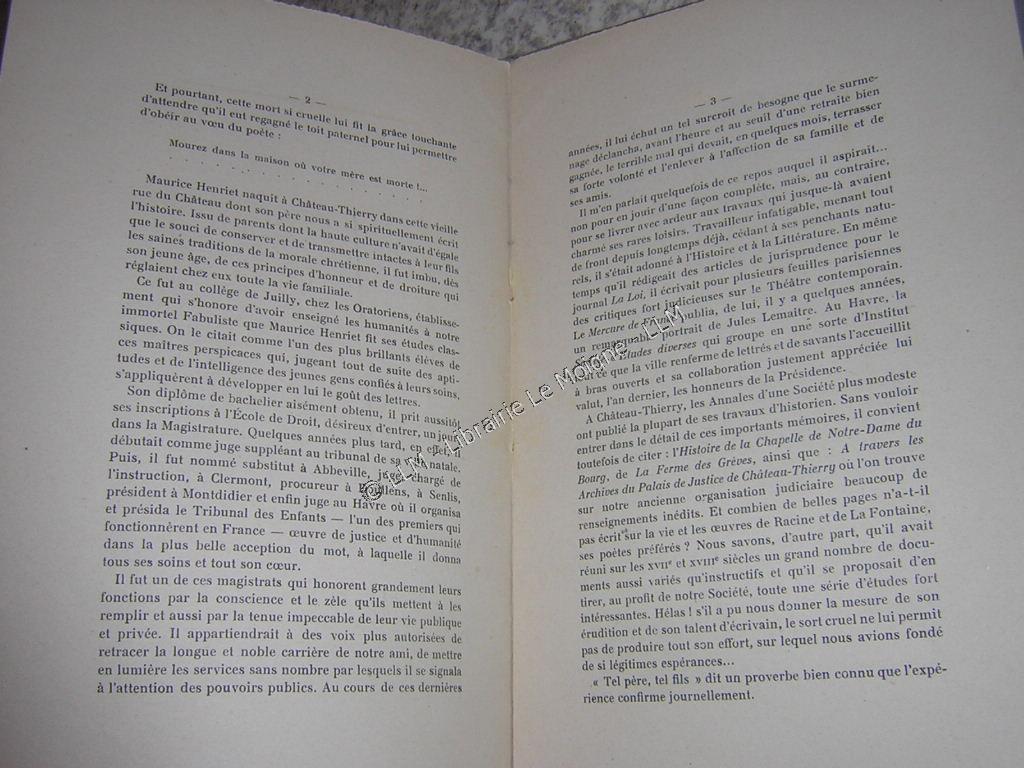 — 2 —
Et pourtant, cette mort si cruelle lui fit la grâce touchante
d'attendre qu'il eut regagné le toit paternel pour lui permettre
d'obéir au vœu du poète :
Mourez dans la maison où votre mère est morte !...
. . . . . . . . . . . . . . . .
Maurice Henriet naquit à Château-Thierry dans cette vieille
rue du Château dont son père nous a si spirituellement écrit
l'histoire. Issu de parents dont la haute culture n'avait d'égale
que le souci de conserver et de transmettre intactes à leur fils
les saines traditions de la morale chrétienne, il fut imbu, dès
son jeune âge, de ces principes d'honneur et de droiture qui
réglaient chez eux toute la vie familiale.
Ce fut au collège de Juilly, chez les Oratoriens, établisse-
ment qui s'honore d'avoir enseigné les humanités à notre
immortel Fabuliste que Maurice Henriet fit ses études clas-
siques. On le citait comme l'un des plus brillants élèves de
ces maîtres perspicaces qui, jugeant tout de suite des apti-
tudes et de l'intelligence des jeunes gens confiés à leurs soins,
s'appliquèrent à développer en lui le goût des lettres.
Son diplôme de bachelier aisément obtenu, il prit aussitôt
ses inscriptions à l'École de Droit, désireux d'entrer, un jour,
dans la Magistrature. Quelques années plus tard, en effet, il
débutait comme juge suppléant au tribunal de sa ville natale.
Puis, il fut nommé substitut à Abbeville, juge chargé de
l'instruction, à Clermont, procureur à Doullens, à Senlis,
président à Montdidier et enfin juge au Havre où il organisa
et présida le Tribunal des Enfants — l'un des premiers qui
fonctionnèrent en France — œuvre de justice et d'humanité
dans la plus belle acception du mot, à laquelle il donna
tous ses soins et tout son cœur.
Il fut un de ces magistrats qui honorent grandement leurs
fonctions par la conscience et le zèle qu'ils mettent à les
remplir et aussi par la tenue impeccable de leur vie publique
et privée. Il appartiendrait à des voix plus autorisées de
retracer la longue et noble carrière de notre ami, de mettre
en lumière les services sans nombre par lesquels il se signala
à l'attention des pouvoirs publics. Au cours de ces dernières
— 3 —
années, il lui échut un tel surcroit de besogne que le surme-
nage déclancha, avant l'heure et au seuil d'une retraite bien
gagnée, le terrible mal qui devait, en quelques mois, terrasser
sa forte volonté et l'enlever à l'affection de sa famille et de
ses amis.
Il m'en parlait quelquefois de ce repos auquel il aspirait...
non pour en jouir d'une façon complète, mais, au contraire,
pour se livrer avec ardeur aux travaux qui jusque-là avaient
charmé ses rares loisirs. Travailleur infatigable, menant tout
de front depuis longtemps déjà, cédant à ses penchants natu-
rels, il s'était adonné à l'Histoire et à la Littérature. En même
temps qu'il rédigeait des articles de jurisprudence pour le
journal La Loi, il écrivait pour plusieurs feuilles parisiennes
des critiques fort judicieuses sur le Théâtre contemporain.
Le Mercure de France publia, de lui, il y a quelques années,
un remarquable portrait de Jules Lemaitre. Au Havre, la
Études diverses qui groupe en une sorte d'Institut
tout ce que la ville renferme de lettrés et de savants l'accueillit
à bras ouverts et sa collaboration justement appréciée lui
valut, l'an dernier, les honneurs de la Présidence.
A Château-Thierry, les Annales d'une Société plus modeste
ont publié la plupart de ses travaux d'historien. Sans vouloir
entrer dans le détail de ces importants mémoires, il convient
toutefois de citer : l'Histoire de la Chapelle de Notre-Dame du
Bourg, de La Ferme des Grèves, ainsi que : A travers les
Archives du Palais de Justice de Château-Thierry où l'on trouve
sur notre ancienne organisation judiciaire beaucoup de
renseignements inédits. Et combien de belles pages n'a-t-il
pas écrit sur la vie et les œuvres de Racine et de La Fontaine,
ses poètes préférés ? Nous savons, d'autre part, qu'il avait
réuni sur les XVIIe et XVIIIe siècles un grand nombre de docu-
ments aussi variés qu'instructifs et qu'il se proposait d'en
tirer, au profit de notre Société, toute une série d'études fort
intéressantes. Hélas ! s'il a pu nous donner la mesure de son
érudition et de son talent d'écrivain, le sort cruel ne lui permit
pas de produire tout son effort, sur lequel nous avions fondé
de si légitimes espérances...
« Tel père, tel fils » dit un proverbe bien connu que l'expé-
rience confirme journellement.
© LLM - Librairie Le Moigne - LLM